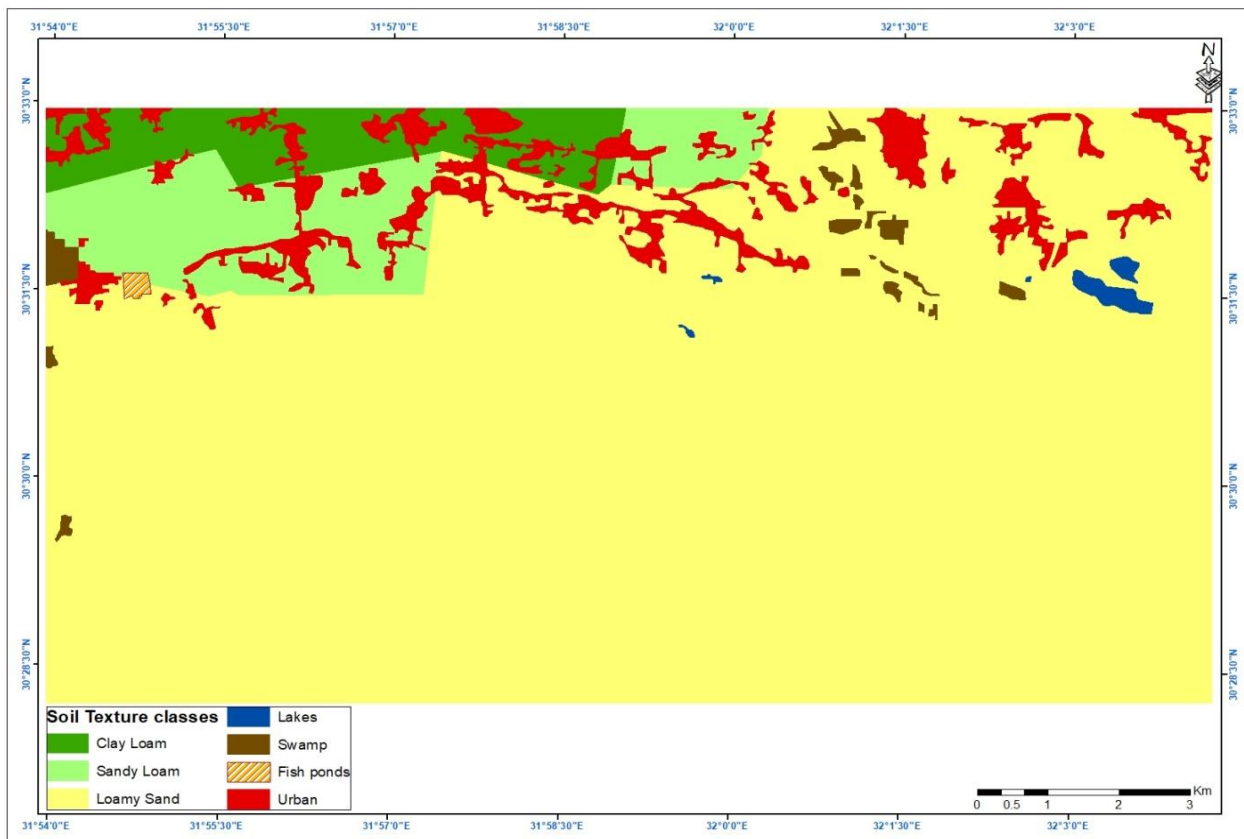 31°54'0"E 31°55'30"E 31°57'0"E 31°58'30"E 32°0'0"E 32°1'30"E 32°3'0"E
N
30°33'0"N 30°33'0"N
30°31'30"N 30°31'30"N
30°30'0"N 30°30'0"N
30°28'30"N 30°28'30"N
Soil Texture classes
Clay Loam
Sandy Loam
Loamy Sand
Lakes
Swamp
Fish ponds
Urban
Km
0 0.5 1 2 3
31°54'0"E 31°55'30"E 31°57'0"E 31°58'30"E 32°0'0"E 32°1'30"E 32°3'0"E